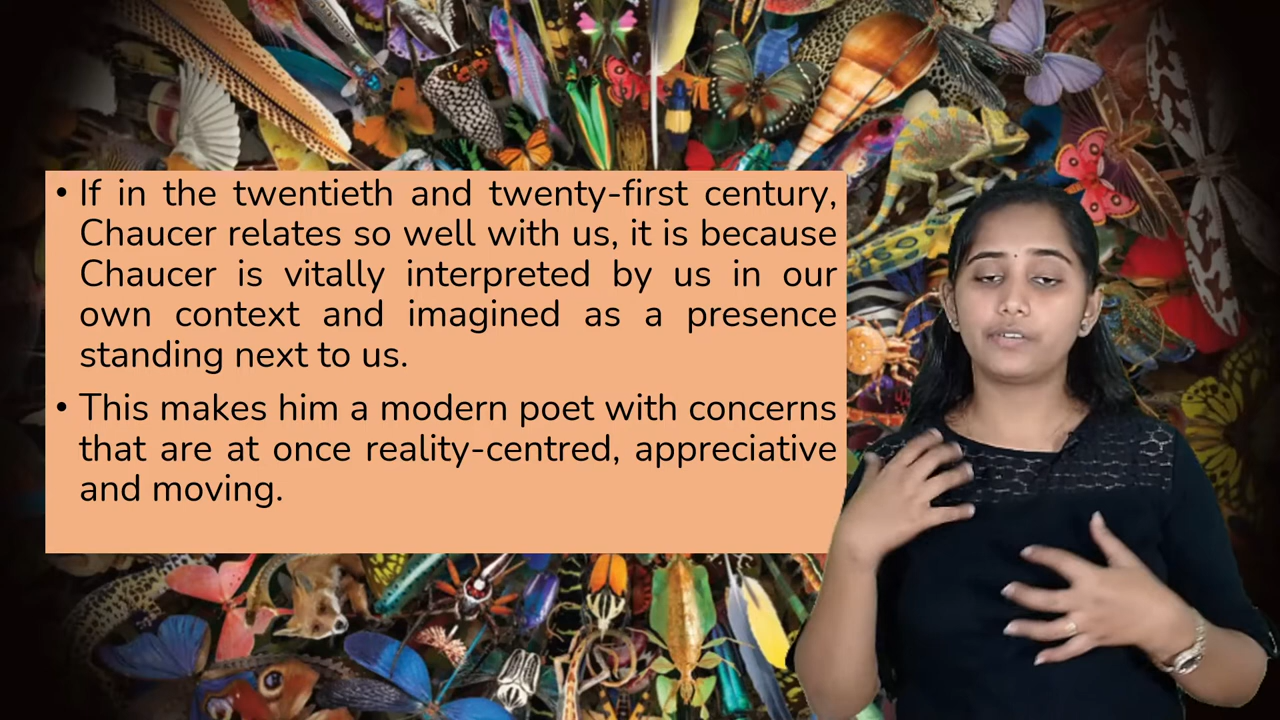 • If in the twentieth and twenty-first century,
Chaucer relates so well with us, it is because
Chaucer is vitally interpreted by us in our
own context and imagined as a presence
standing next to us.
• This makes him a modern poet with concerns
that are at once reality-centred, appreciative
and moving.